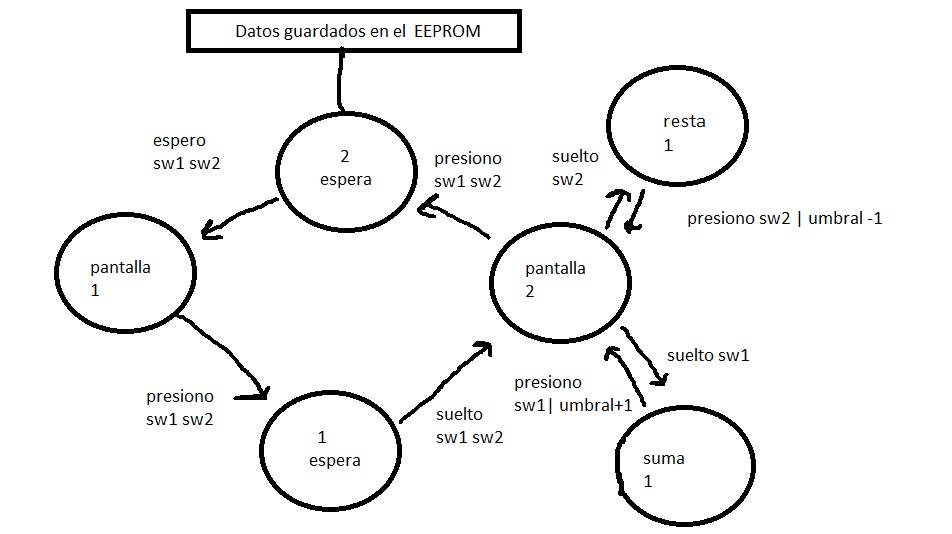 Datos guardados en el EEPROM
espero
sw1 sw2
2
espera
presiono
sw1 sw2
suelto
sw2
resta
1
presiono sw2 | umbral -1
pantalla
1
pantalla
2
presiono
sw1 sw2
1
espera
suelto
sw1 sw2
presiono
sw1| umbral+1
suelto sw1
suma
1